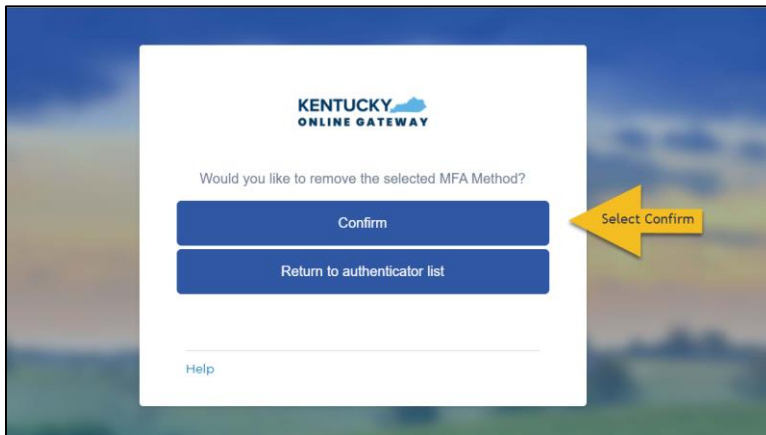 KENTUCKY
ONLINE GATEWAY
Would you like to remove the selected MFA Method?
Confirm
Select Confirm
Return to authenticator list
Help